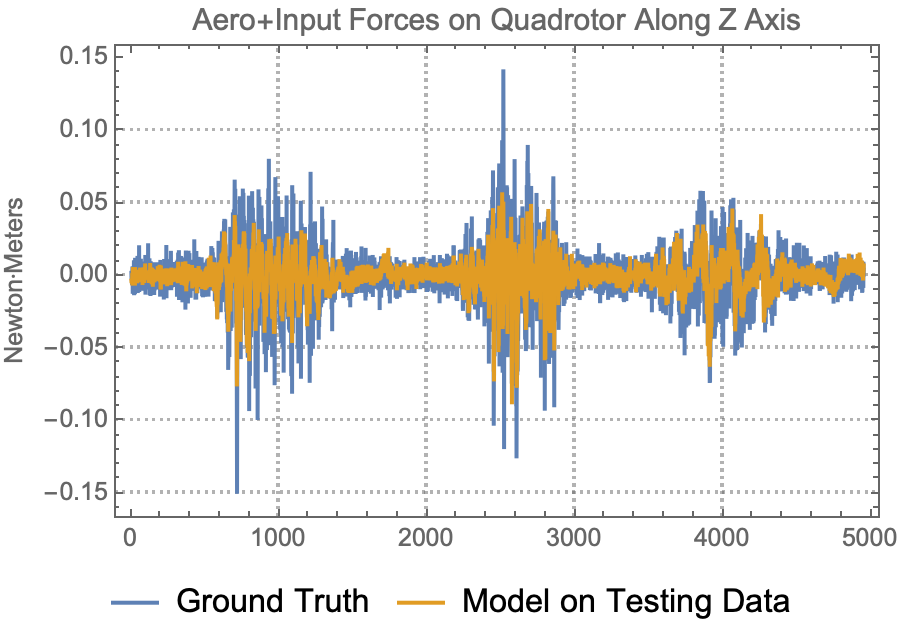 Aero+Input Forces on Quadrotor Along Z Axis
0.15
0.10
0.05
0.00
−0.05
−0.10
−0.15
Newton·Meters
0 1000 2000 3000 4000 5000
Ground Truth Model on Testing Data